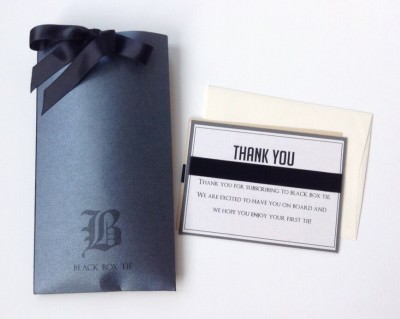 B
BLACK BOX TIE
THANK YOU
THANK YOU FOR SUBSCRIBING TO BLACK BOX TIE.
WE ARE EXCITED TO HAVE YOU ON BOARD AND
WE HOPE YOU ENJOY YOUR FIRST TIE!